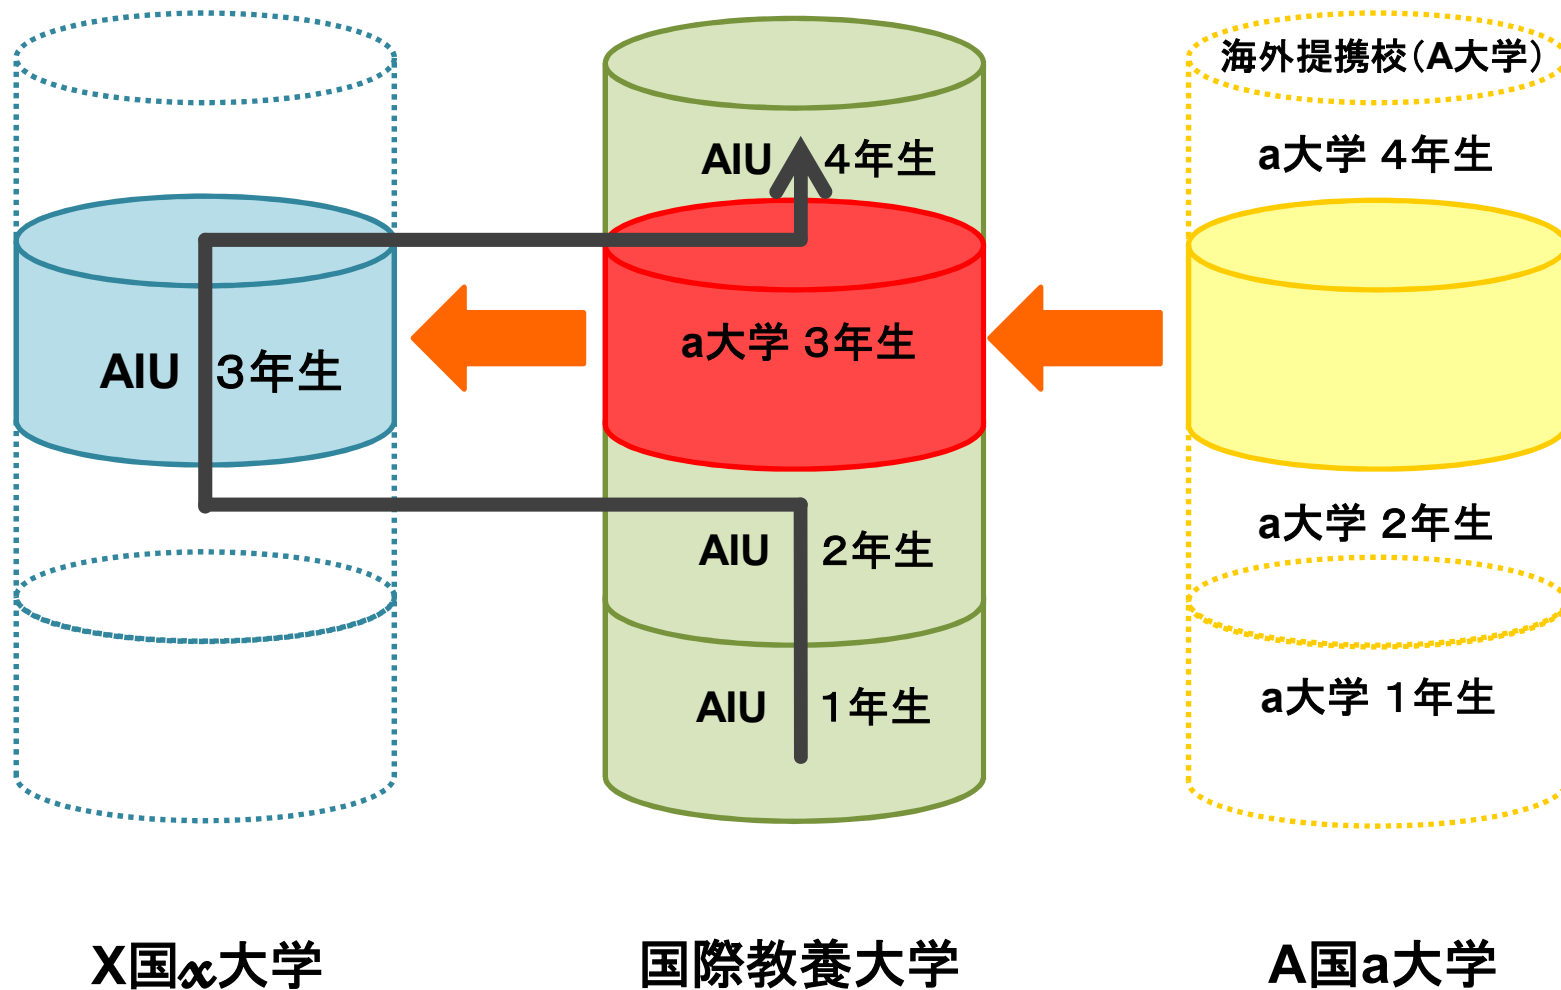 海外提携校(A大学)
AIU ４年生
a大学 ４年生
AIU ３年生
a大学 ３年生
AIU ２年生
a大学 ２年生
AIU １年生
a大学 １年生
X国x大学
国際教養大学
A国a大学